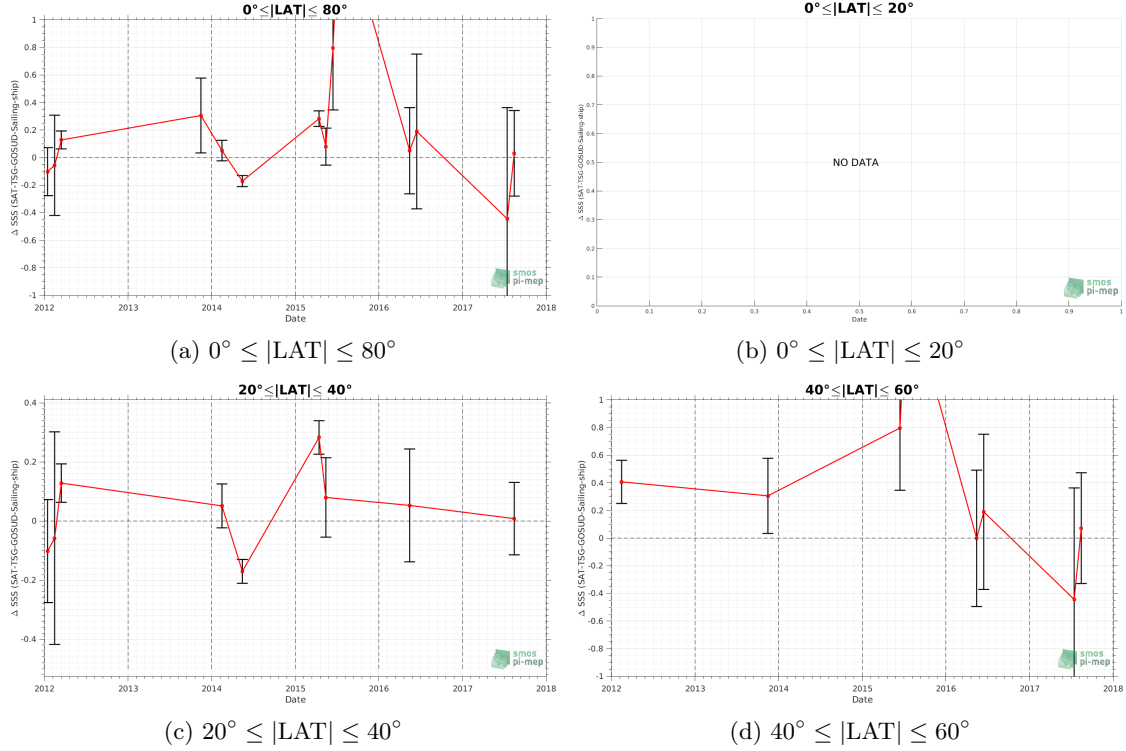 0°≤|LAT|≤ 80°
1
0.8
0.6
0.4
0.2
0
-0.2
-0.4
-0.6
-0.8
-1
Δ SSS (SAT-TSG-GOSUD-Sailing-ship)
2012 2013 2014 2015 2016 2017 2018
Date
smos
pi-mep
(a) 0° ≤ |LAT| ≤ 80°
0°≤|LAT|≤ 20°
1
0.9
0.8
0.7
0.6
0.5
0.4
0.3
0.2
0.1
0
Δ SSS (SAT-TSG-GOSUD-Sailing-ship)
NO DATA
0 0.1 0.2 0.3 0.4 0.5 0.6 0.7 0.8 0.9 1
Date
smos
pi-mep
(b) 0° ≤ |LAT| ≤ 20°
20°≤|LAT|≤ 40°
0.4
0.2
0
-0.2
-0.4
Δ SSS (SAT-TSG-GOSUD-Sailing-ship)
2012 2013 2014 2015 2016 2017 2018
Date
smos
pi-mep
(c) 20° ≤ |LAT| ≤ 40°
40°≤|LAT|≤ 60°
1
0.8
0.6
0.4
0.2
0
-0.2
-0.4
-0.6
-0.8
-1
Δ SSS (SAT-TSG-GOSUD-Sailing-ship)
2012 2013 2014 2015 2016 2017 2018
Date
smos
pi-mep
(d) 40° ≤ |LAT| ≤ 60°